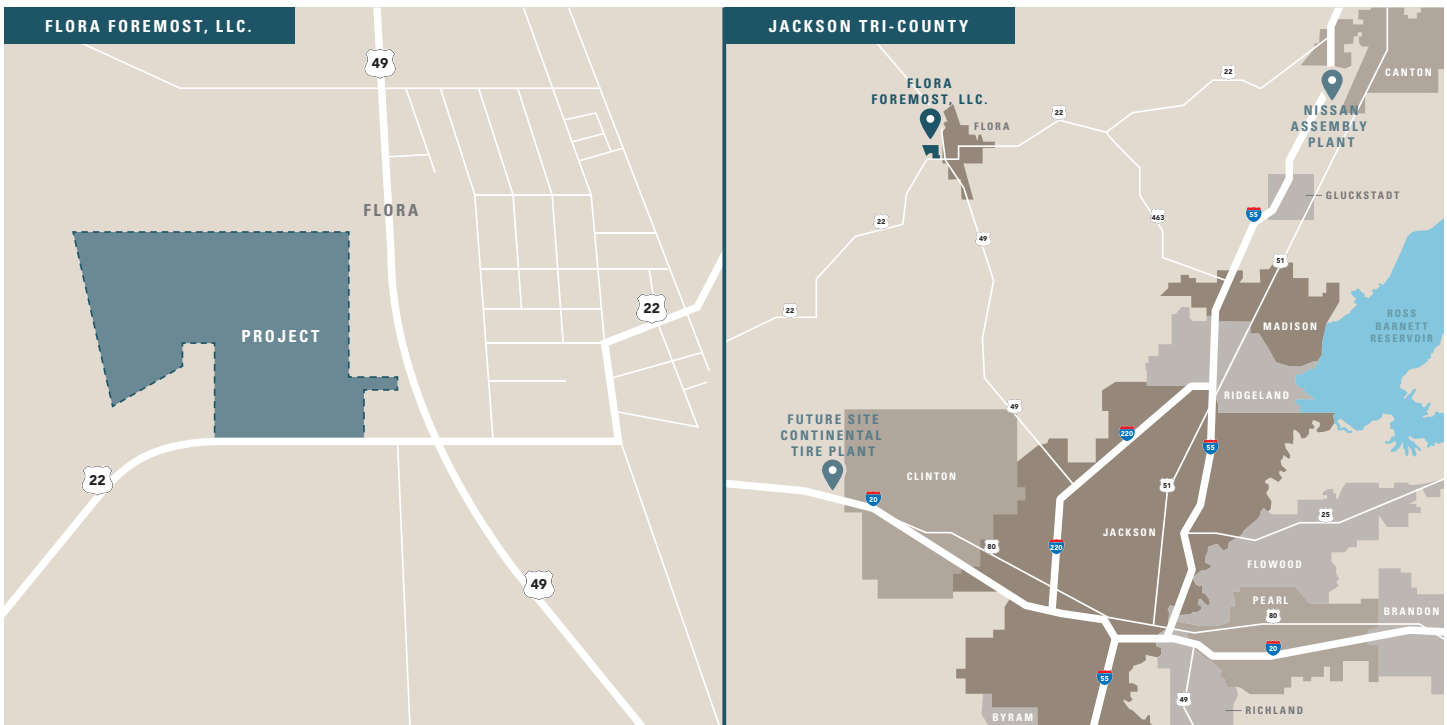 FLORA FOREMOST, LLC.
49
FLORA
PROJECT
22
22
49
JACKSON TRI-COUNTY
CANTON
22
FLORA
FOREMOST, LLC.
NISSAN
ASSEMBLY
PLANT
22
FLORA
GLUCKSTADT
22
463
55
49
51
22
ROSS
BARNETT
RESERVOIR
MADISON
RIDGELAND
49
FUTURE SITE
CONTINENTAL
TIRE PLANT
220
55
CLINTON
20
51
25
JACKSON
80
220
FLOWOOD
PEARL
BRANDON
80
20
55
49
RICHLAND
BYRAM